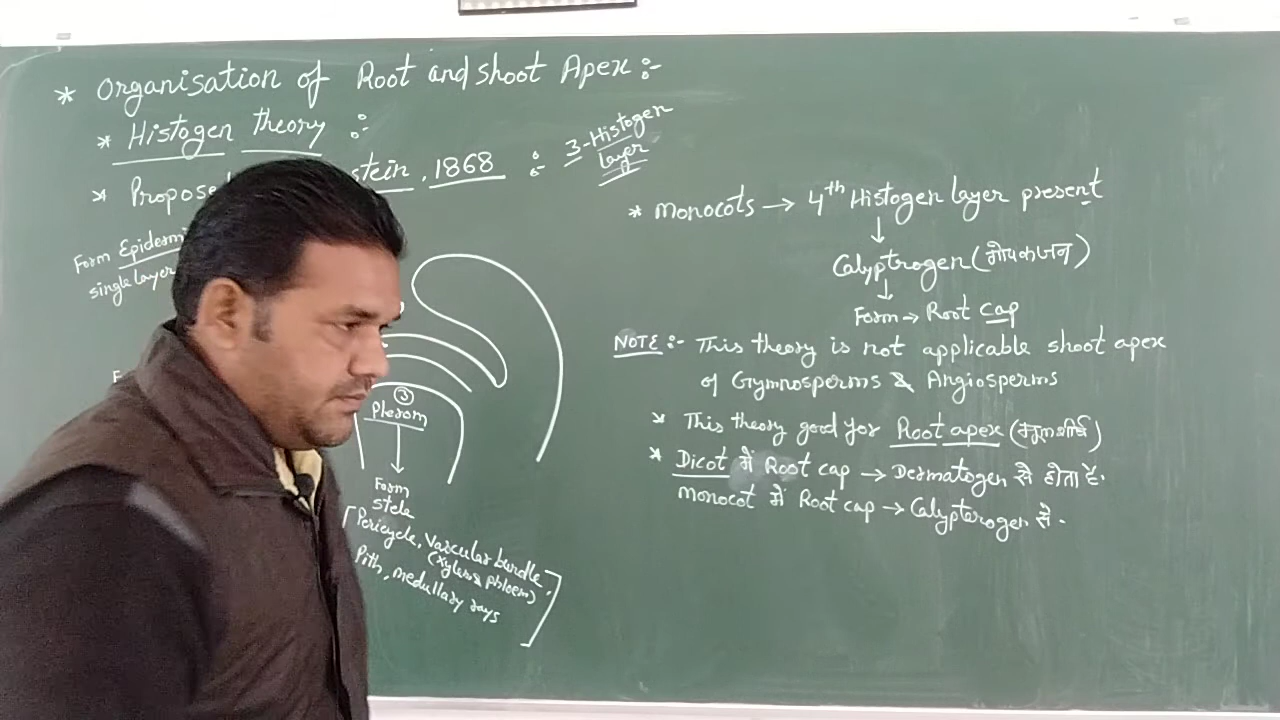 * Organisation of Root and shoot Apex :-
* Histogen theory :-
* Propose stein, 1868 :- 3-Histogen
layer
Form Epidermi
single layer
③
Plerom
Form
stele
[Pericycle, Vascular bundle,
(xylem & phloem)
Pith, medullary rays]
* Monocots → 4th Histogen layer present
↓
Calyptrogen (गोपकजन)
↓
Form → Root cap
NOTE :- This theory is not applicable shoot apex
of Gymnosperms & Angiosperms
* This theory good for Root apex (मूलशीर्ष)
* Dicot में Root cap → Dermatogen से होता है.
Monocot में Root cap → Calypterogen से.